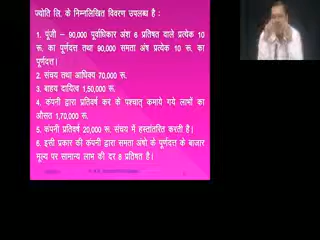 ज्योति लि. के निम्नलिखित विवरण उपलब्ध है :
1. पूंजी – 90,000 पूर्वाधिकार अंश 6 प्रतिषत वाले प्रत्येक 10
रू. का पूर्णदत्त तथा 90,000 समता अंष प्रत्येक 10 रू. का
पूर्णदत्त।
2. संचय तथा आधिक्य 70,000 रू.
3. बाहय दायित्व 1,50,000 रू.
4. कंपनी द्वारा प्रतिवर्ष कर के पश्चात् कमाये गये लाभों का
औसत 1,70,000 रू.
5. कंपनी प्रतिवर्ष 20,000 रू. संचय में हस्तांतरित करती है।
6. इसी प्रकार की कंपनी द्वारा समता अंषो के पूर्णदत्त के बाजार
मूल्य पर सामान्य लाभ की दर 8 प्रतिषत है।